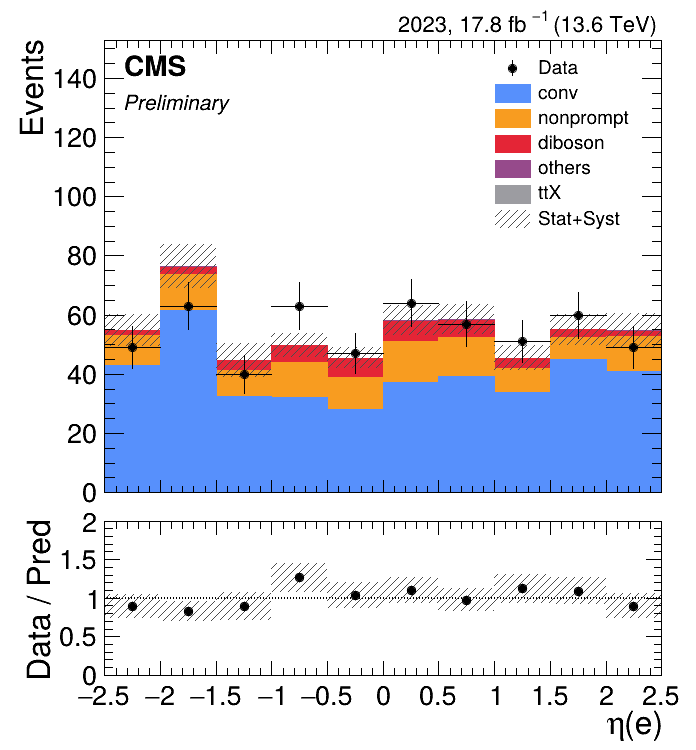 2023, 17.8 fb⁻¹ (13.6 TeV)
Events
CMS
Preliminary
Data
conv
nonprompt
diboson
others
ttX
Stat+Syst
140
120
100
80
60
40
20
0
Data / Pred
2
1.5
1
0.5
0
−2.5 −2 −1.5 −1 −0.5 0 0.5 1 1.5 2 2.5
η(e)